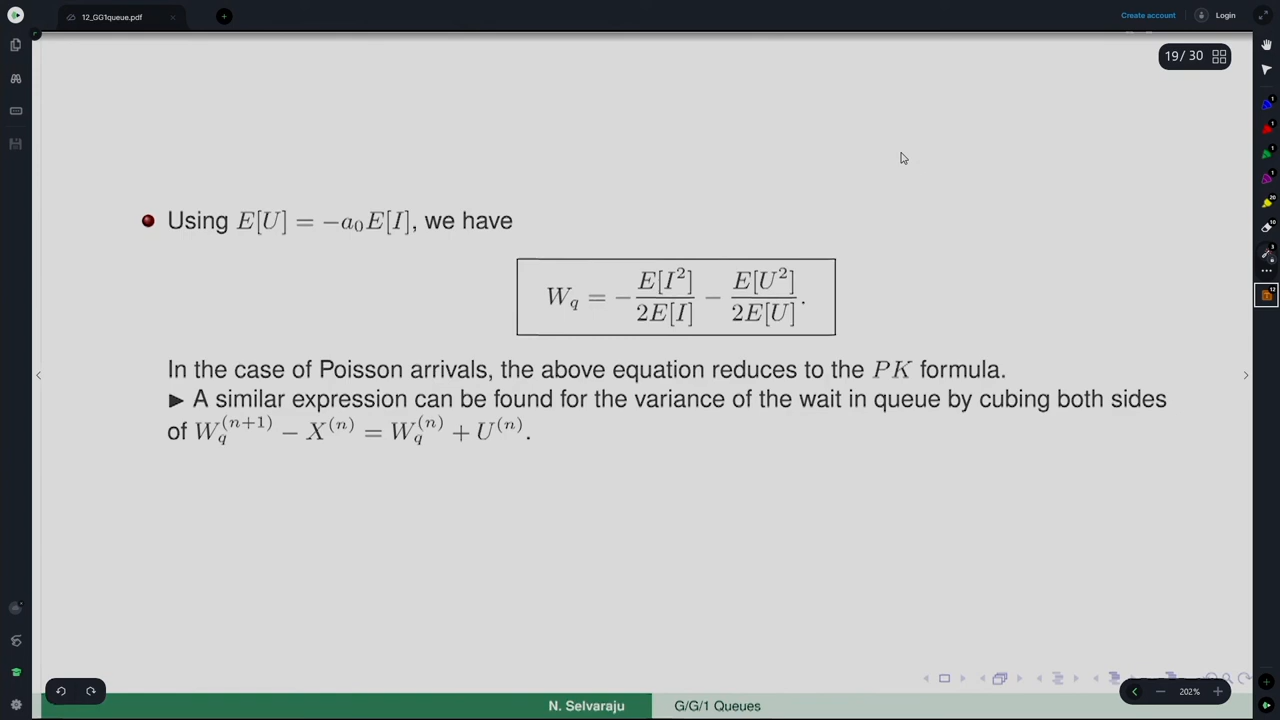 12_GG1queue.pdf
Create account
Login
19/ 30
Using E[U] = −a₀E[I], we have
W_q = − E[I²]/2E[I] − E[U²]/2E[U].
In the case of Poisson arrivals, the above equation reduces to the PK formula.
► A similar expression can be found for the variance of the wait in queue by cubing both sides
of W_q^(n+1) − X^(n) = W_q^(n) + U^(n).
202%
N. Selvaraju
G/G/1 Queues